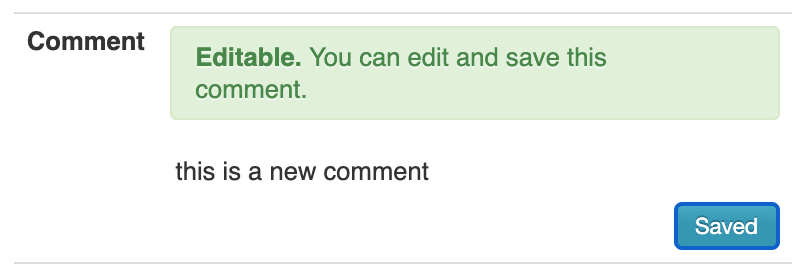 Comment
Editable. You can edit and save this
comment.
this is a new comment
Saved